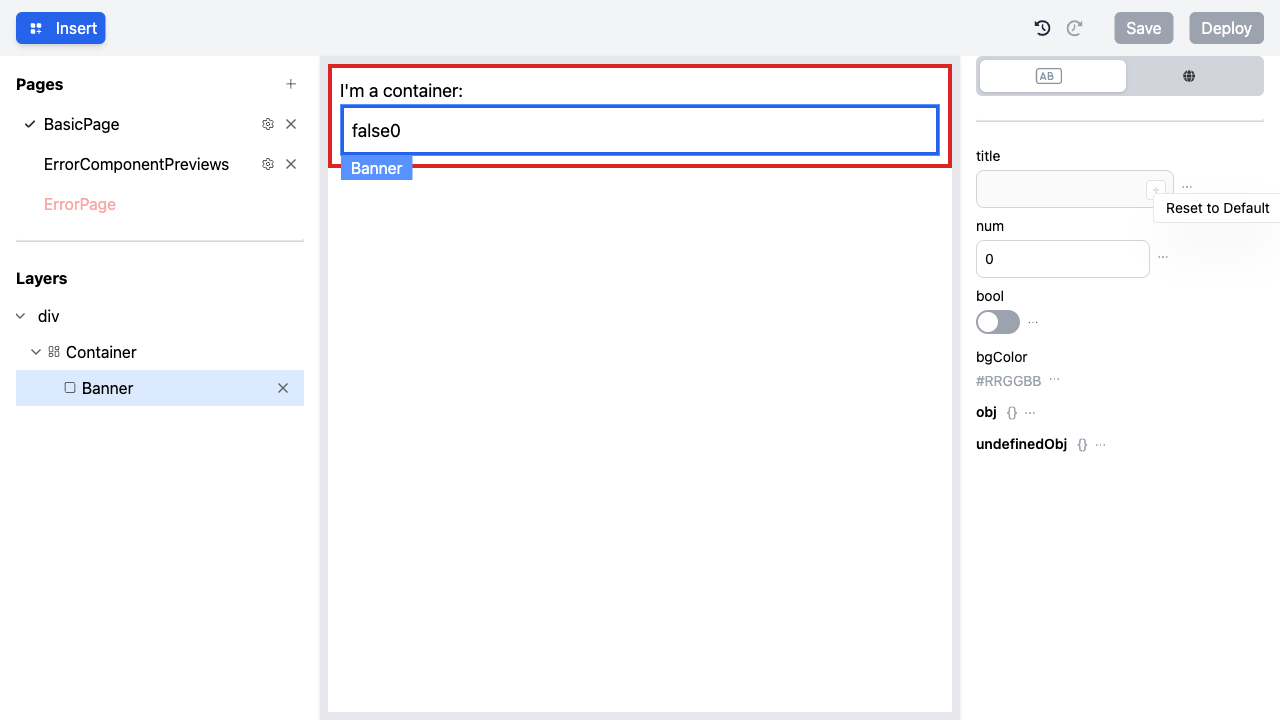 Insert
Save
Deploy
Pages
BasicPage
ErrorComponentPreviews
ErrorPage
Layers
div
Container
Banner
I'm a container:
false0
Banner
AB
title
Reset to Default
num
0
bool
bgColor
#RRGGBB
obj {}
undefinedObj {}